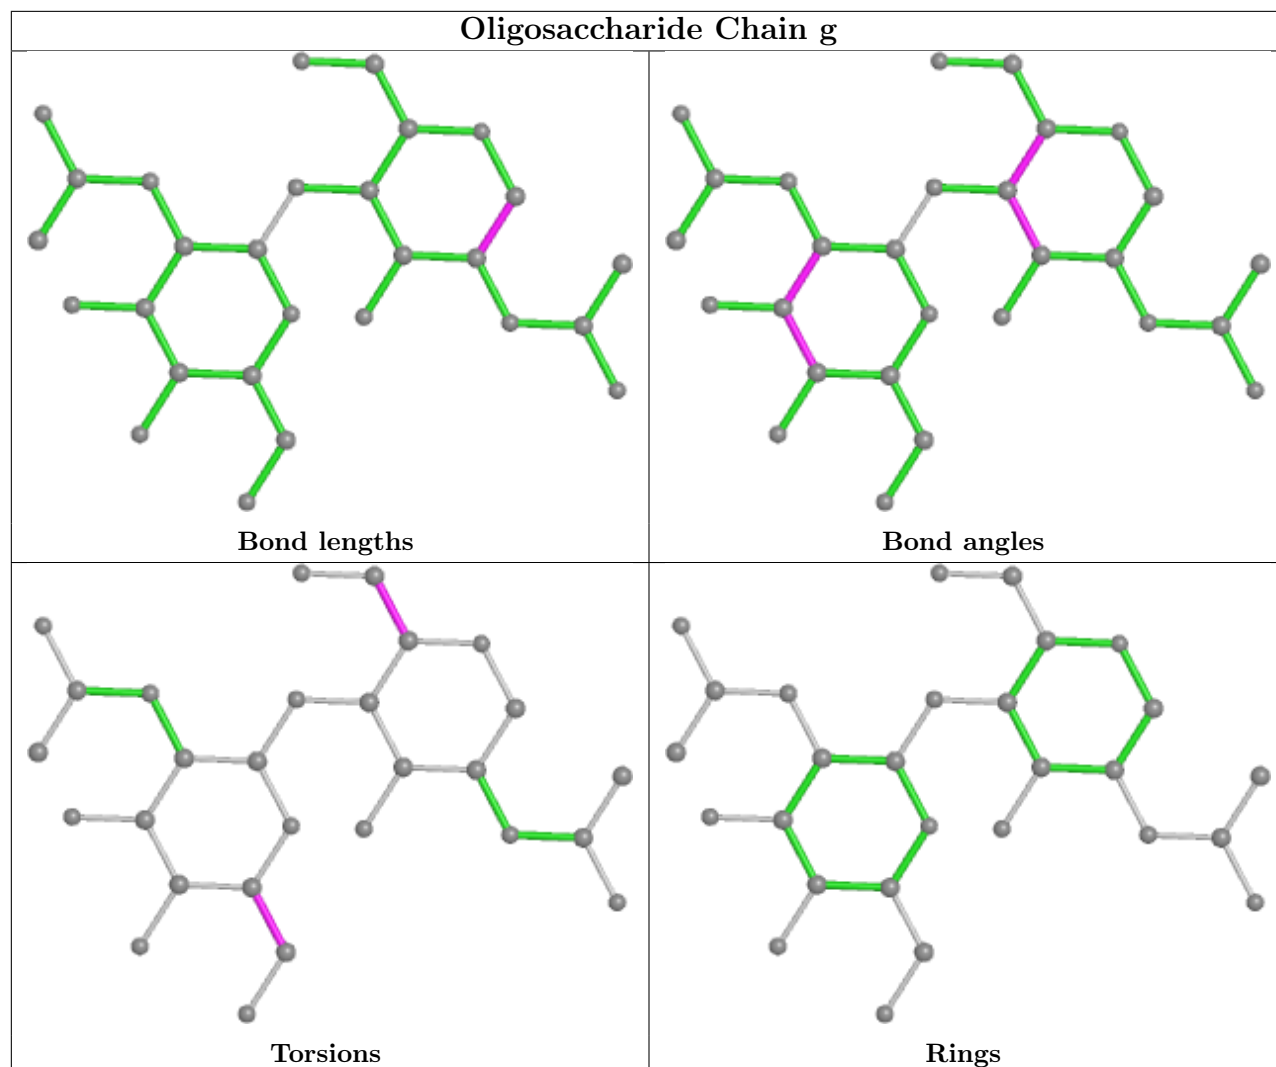 Oligosaccharide Chain g
Bond lengths
Bond angles
Torsions
Rings